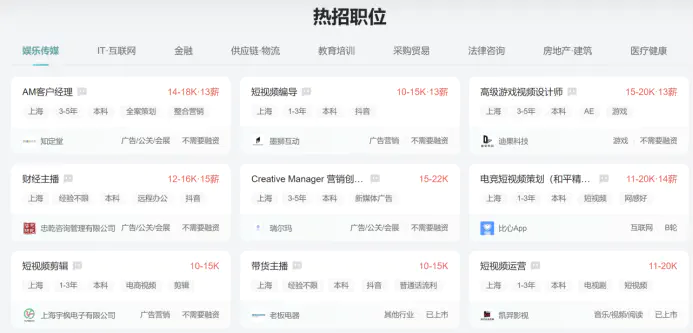 热招职位
娱乐传媒 IT·互联网 金融 供应链·物流 教育培训 采购贸易 法律咨询 房地产·建筑 医疗健康
AM客户经理 14-18K·13薪
上海 3-5年 本科 全案策划 整合营销
知定堂 广告/公关/会展 不需要融资
短视频编导 10-15K·13薪
上海 1-3年 本科 抖音
墨狮互动 广告营销 不需要融资
高级游戏视频设计师 15-20K·13薪
上海 3-5年 本科 AE 游戏
迪果科技 游戏 不需要融资
财经主播 12-16K·15薪
上海 经验不限 本科 远程办公 抖音
忠乾咨询管理有限公司 广告/公关/会展 不需要融资
Creative Manager 营销创... 15-22K
上海 3-5年 本科 新媒体广告
瑞尔玛 广告/公关/会展 不需要融资
电竞短视频策划（和平精... 11-20K·14薪
上海 1-3年 本科 短视频 网感好
比心App 互联网 B轮
短视频剪辑 10-15K
上海 1-3年 本科 电商视频 剪辑
上海宇枫电子有限公司 广告营销 不需要融资
带货主播 10-15K
上海 经验不限 本科 抖音 普通话流利
老板电器 其他行业 已上市
短视频运营 11-20K
上海 1-3年 本科 电视剧 短视频
凯羿影视 音乐/视频/阅读 已上市